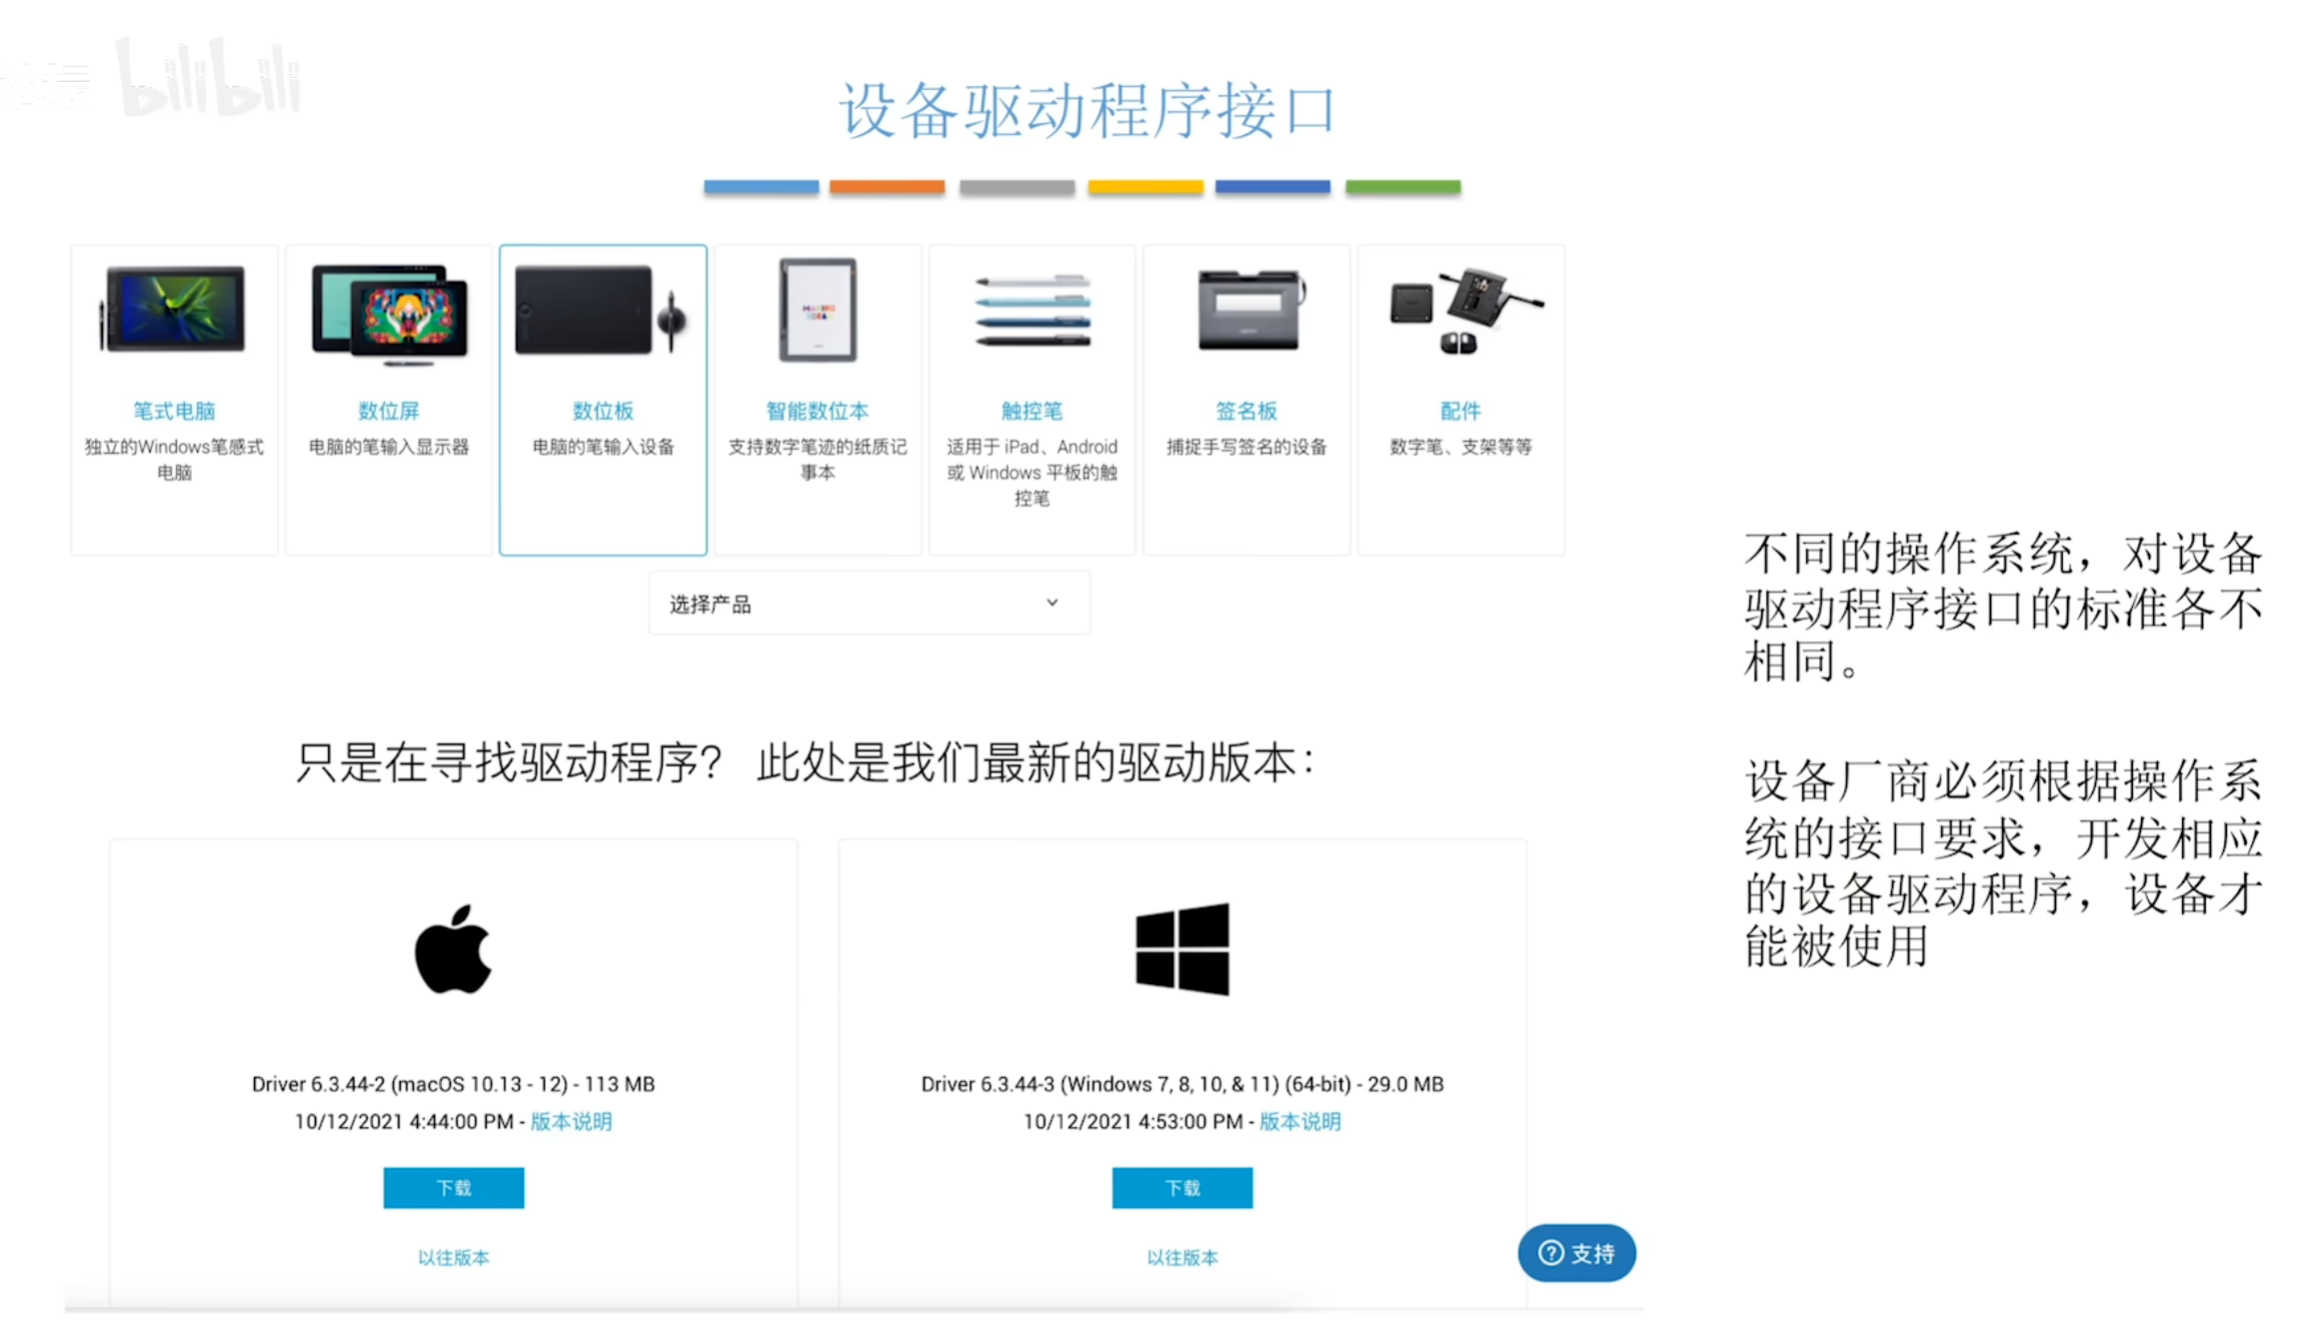 bilibili
设备驱动程序接口
笔式电脑
独立的Windows笔感式
电脑
数位屏
电脑的笔输入显示器
数位板
电脑的笔输入设备
智能数位本
支持数字笔迹的纸质记
事本
触控笔
适用于 iPad、Android
或 Windows 平板的触
控笔
签名板
捕捉手写签名的设备
配件
数字笔、支架等等
选择产品
只是在寻找驱动程序？ 此处是我们最新的驱动版本：
Driver 6.3.44-2 (macOS 10.13 - 12) - 113 MB
10/12/2021 4:44:00 PM - 版本说明
下载
以往版本
Driver 6.3.44-3 (Windows 7, 8, 10, & 11) (64-bit) - 29.0 MB
10/12/2021 4:53:00 PM - 版本说明
下载
以往版本
支持
不同的操作系统，对设备
驱动程序接口的标准各不
相同。
设备厂商必须根据操作系
统的接口要求，开发相应
的设备驱动程序，设备才
能被使用